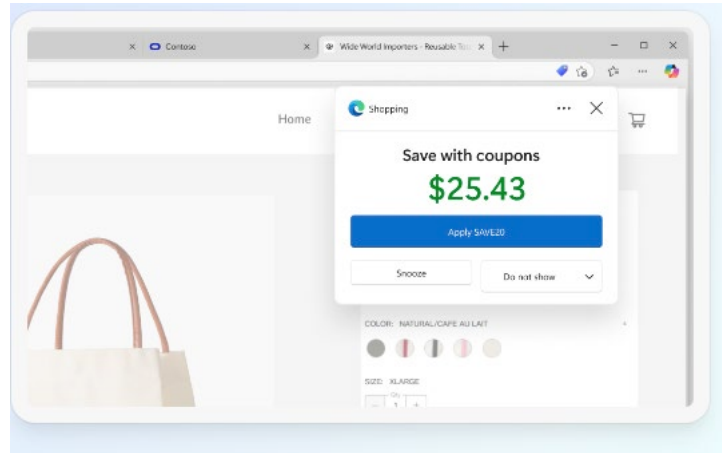 Contoso
Wide World Importers - Reusable
Home
Shopping
Save with coupons
$25.43
Apply SAVE20
Snooze
Do not show
COLOR: NATURAL/CAFE AU LAIT
SIZE: XLARGE
Qty
1